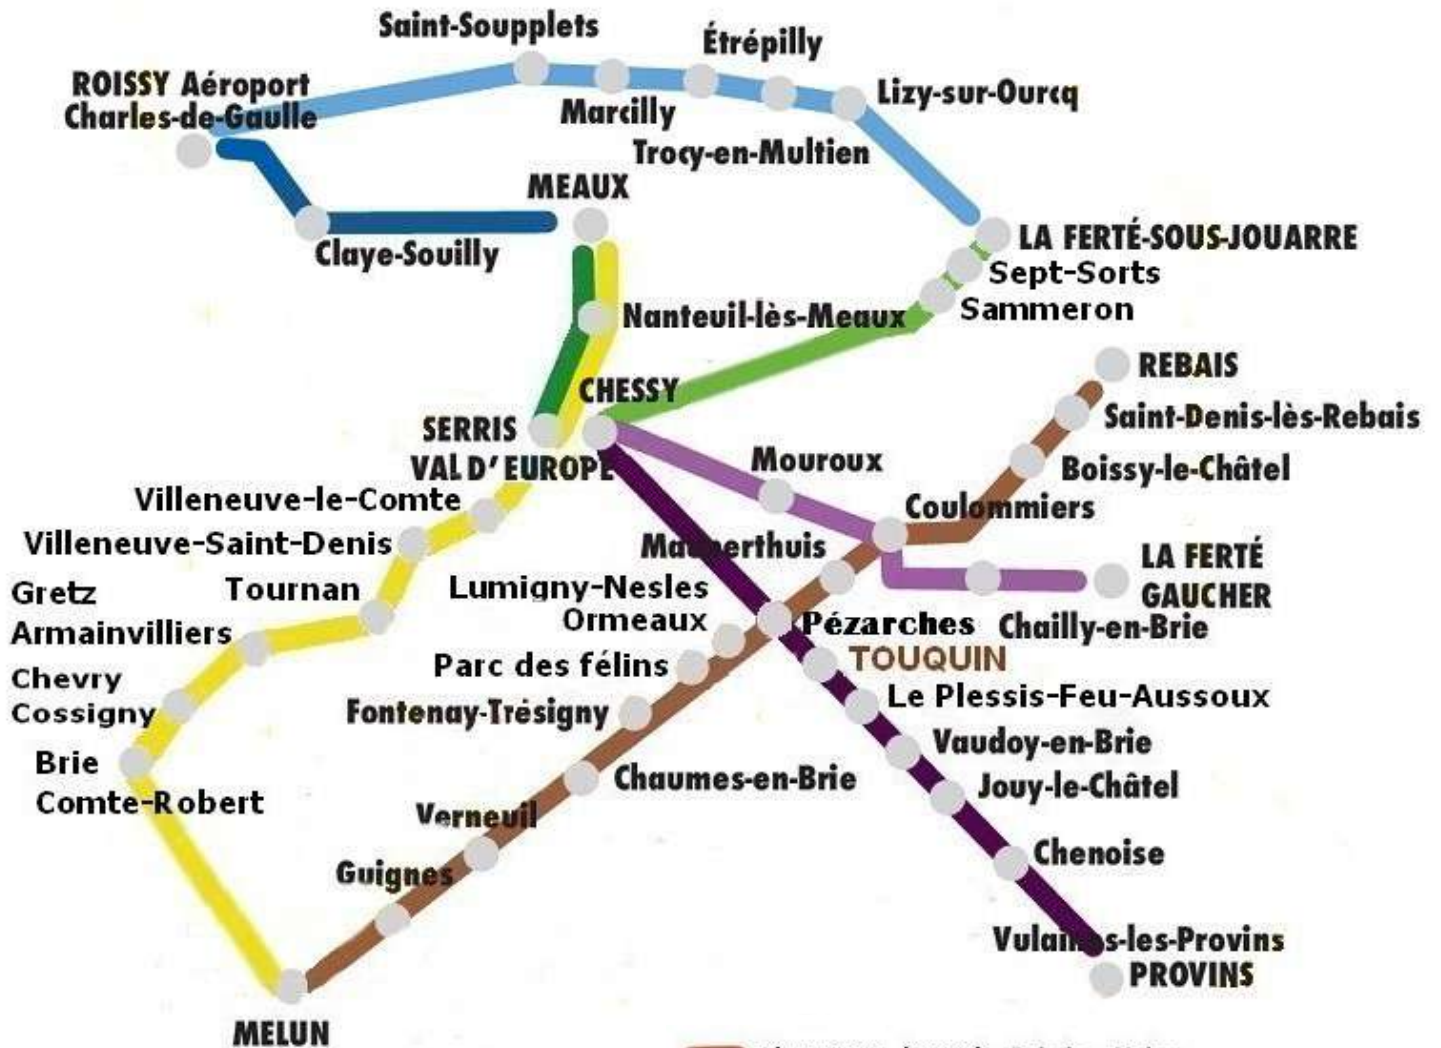 Saint-Soupplets
Étrépilly
ROISSY Aéroport
Charles-de-Gaulle
Lizy-sur-Ourcq
Marcilly
Trocy-en-Multien
MEAUX
LA FERTÉ-SOUS-JOUARRE
Claye-Souilly
Sept-Sorts
Sammeron
Nanteuil-lès-Meaux
REBAIS
CHESSY
Saint-Denis-lès-Rebais
SERRIS
VAL D'EUROPE
Mouroux
Boissy-le-Châtel
Villeneuve-le-Comte
Coulommiers
Villeneuve-Saint-Denis
Mauperthuis
LA FERTÉ
GAUCHER
Gretz
Armainvilliers
Tournan
Lumigny-Nesles
Ormeaux
Pézarches
Chailly-en-Brie
Parc des félins
TOUQUIN
Chevry
Cossigny
Le Plessis-Feu-Aussoux
Fontenay-Trésigny
Vaudoy-en-Brie
Brie
Comte-Robert
Chaumes-en-Brie
Jouy-le-Châtel
Verneuil
Chenoise
Guignes
Vulaines-les-Provins
PROVINS
MELUN